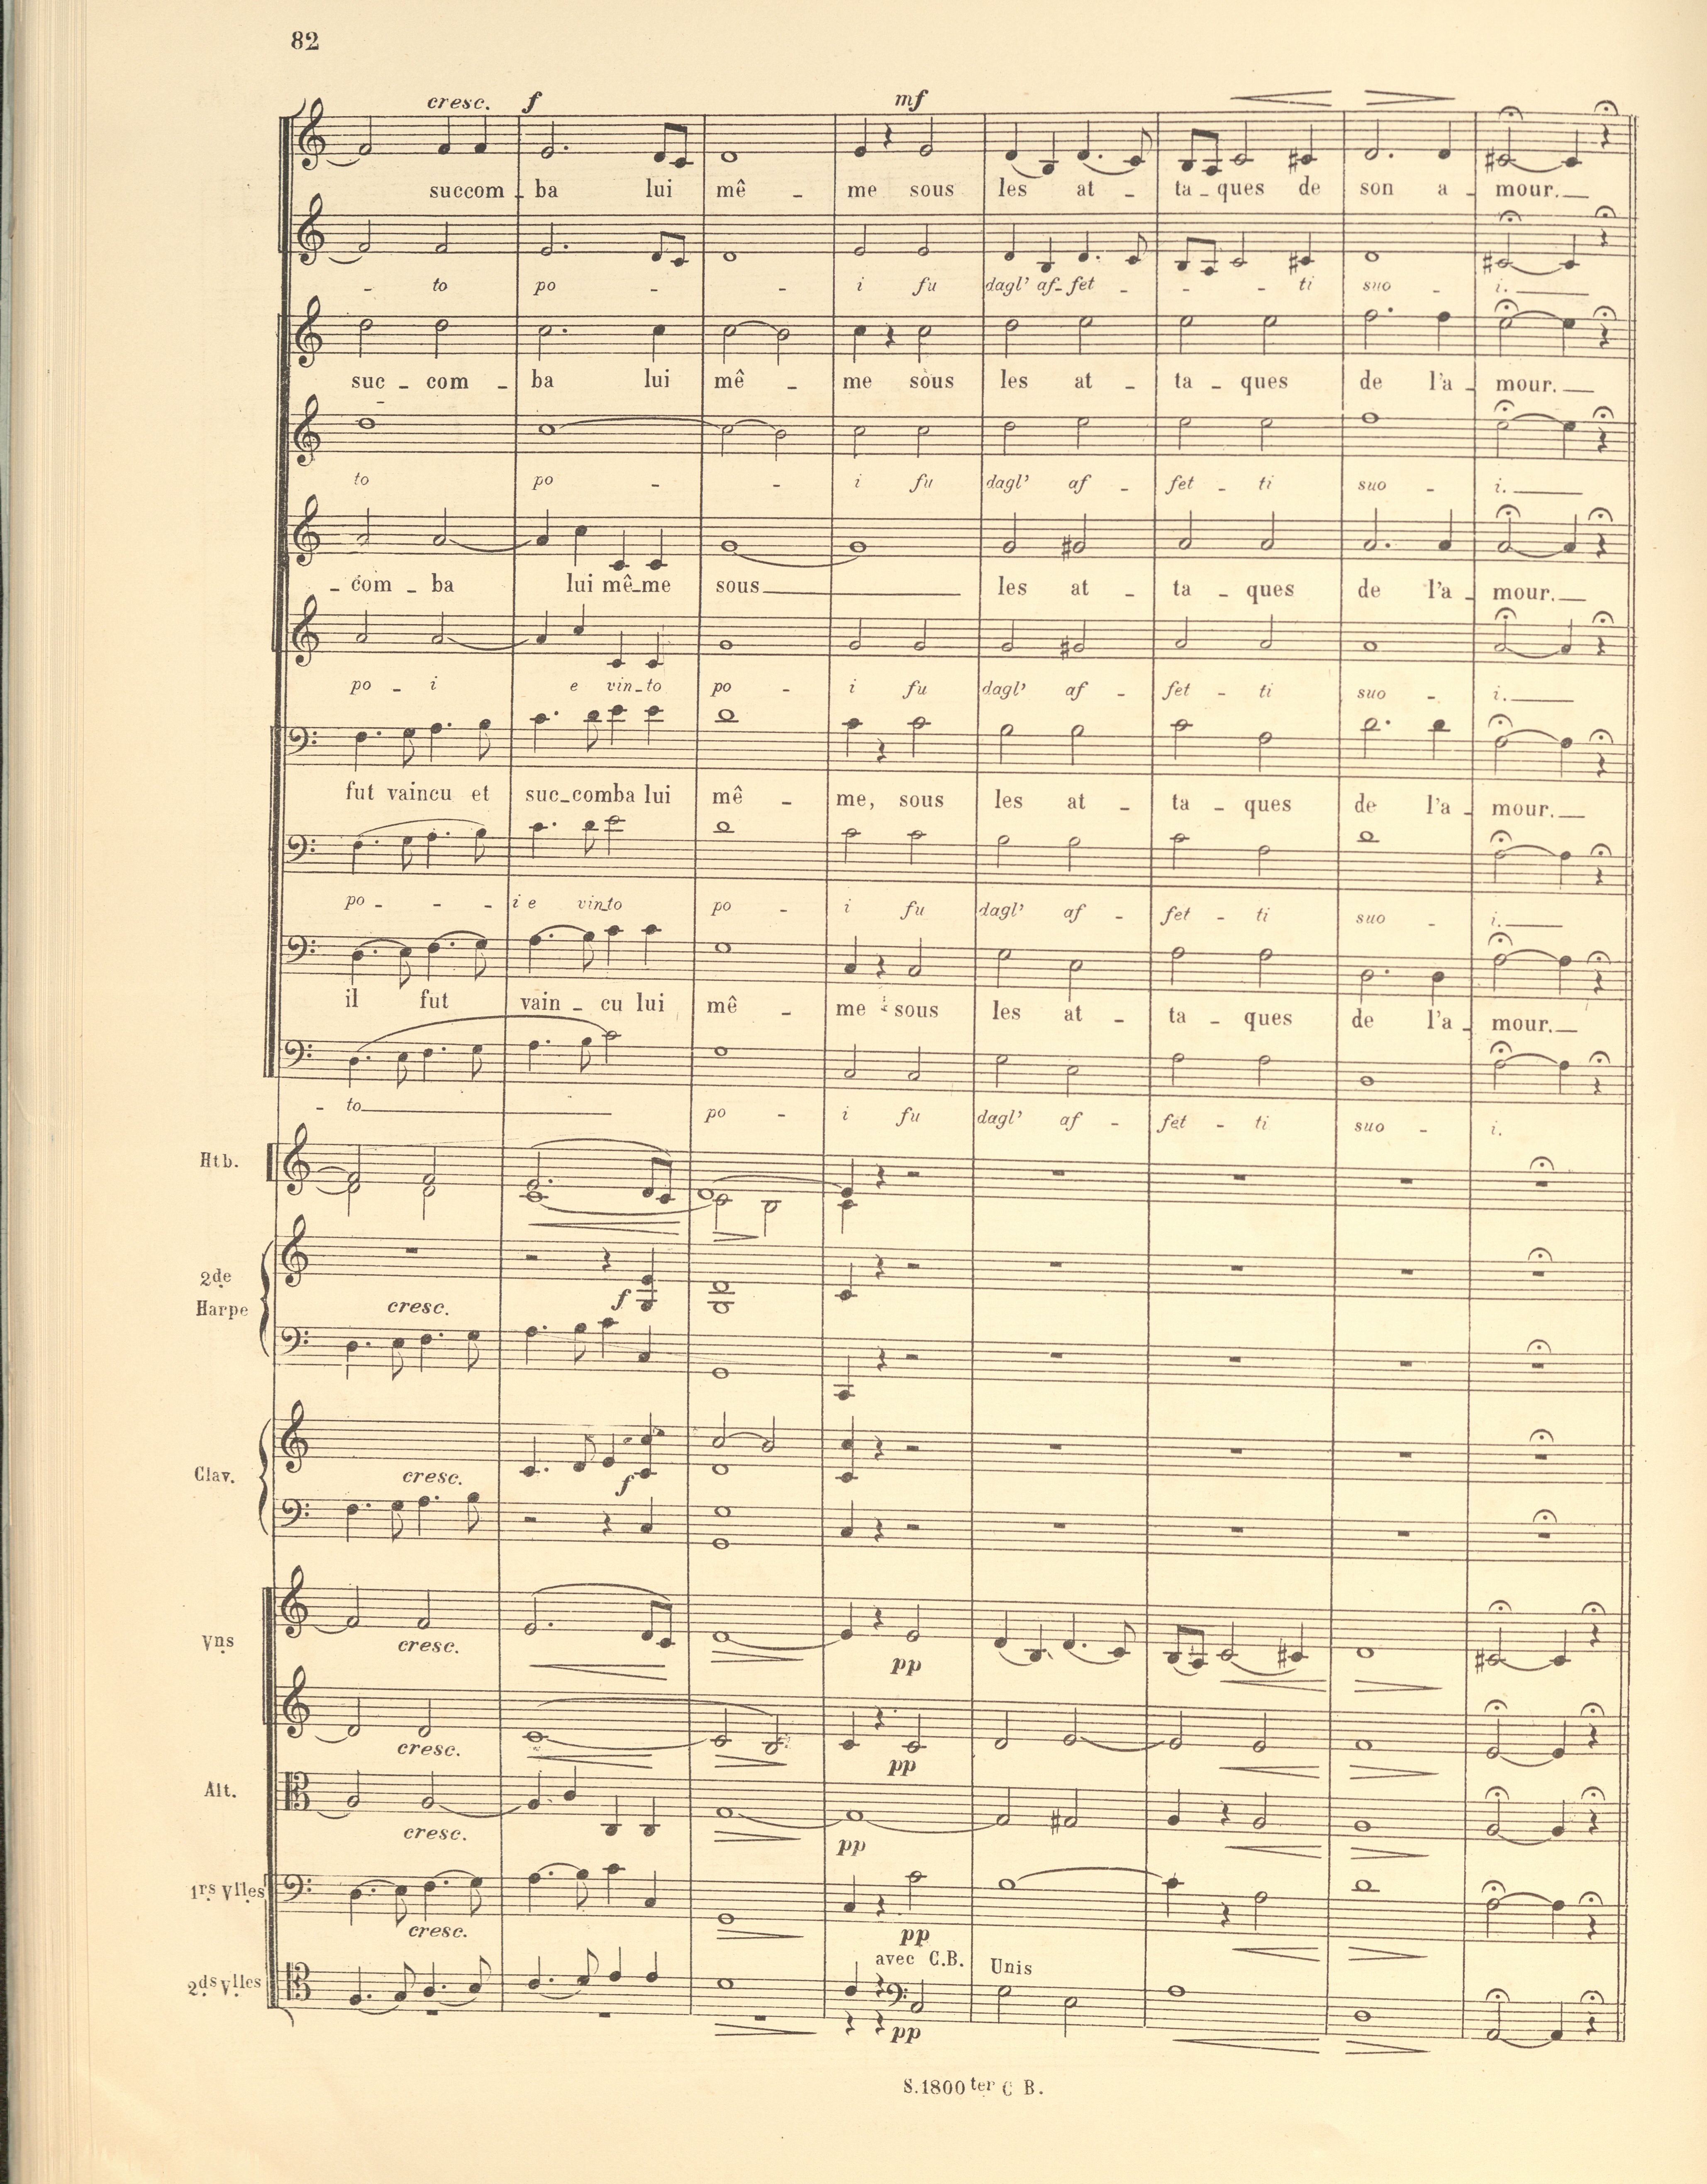 82
cresc. f mf
succom - ba lui mê - me sous les at - ta - ques de son a - mour.
- to po - - i fu dagl' af - fet - - - ti suo - i.
suc - com - ba lui mê - me sous les at - ta - ques de l'a - mour.
to po - - i fu dagl' af - fet - ti suo - i.
- com - ba lui mê - me sous les at - ta - ques de l'a - mour.
po - i e vin - to po - i fu dagl' af - fet - ti suo - i.
fut vaincu et suc - comba lui mê - me, sous les at - ta - ques de l'a - mour.
po - - - i e vinto po - i fu dagl' af - fet - ti suo - i.
il fut vain - cu lui mê - me sous les at - ta - ques de l'a - mour.
- to po - i fu dagl' af - fet - ti suo - i.
Htb.
2de
Harpe
cresc. f
Clav.
cresc. f
Vns
cresc. pp
cresc. pp
Alt.
cresc. pp
1rs Vlles
cresc. pp
avec C.B. Unis
2ds Vlles
pp
S.1800 ter C B.